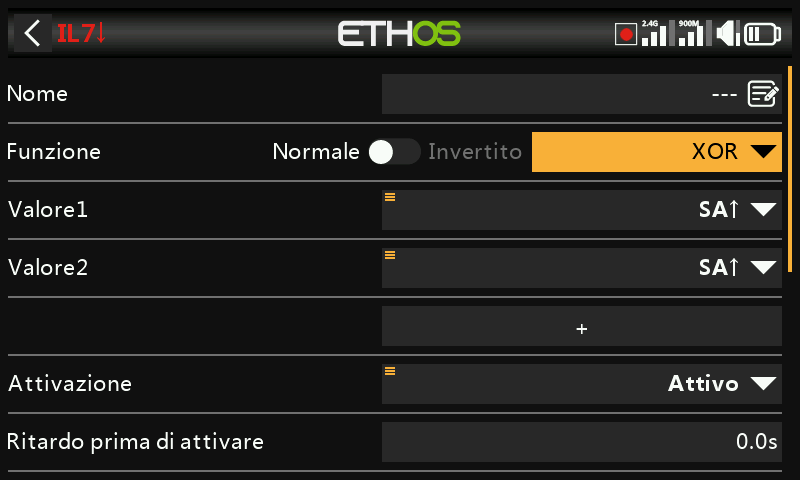 IL7↓ ETHOS 2.4G 900M
Nome ---
Funzione Normale Invertito XOR
Valore1 SA↑
Valore2 SA↑
+
Attivazione Attivo
Ritardo prima di attivare 0.0s